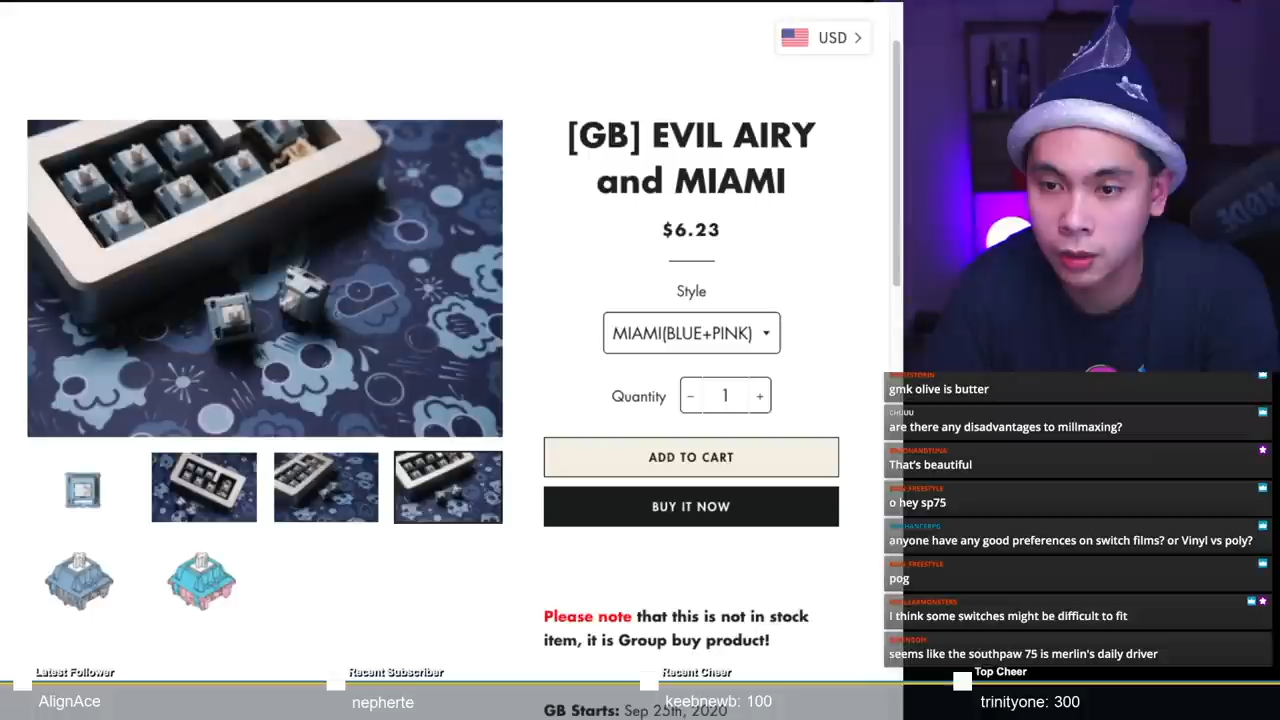 USD
[GB] EVIL AIRY
and MIAMI
$6.23
Style
MIAMI(BLUE+PINK)
Quantity
−
1
+
ADD TO CART
BUY IT NOW
Please note that this is not in stock
item, it is Group buy product!
GB Starts: Sep 25th, 2020
gmk olive is butter
CHUUU
are there any disadvantages to millmaxing?
That's beautiful
o hey sp75
anyone have any good preferences on switch films? or Vinyl vs poly?
pog
I think some switches might be difficult to fit
seems like the southpaw 75 is merlin's daily driver
Latest Follower
AlignAce
Recent Subscriber
nepherte
Recent Cheer
keebnewb: 100
Top Cheer
trinityone: 300